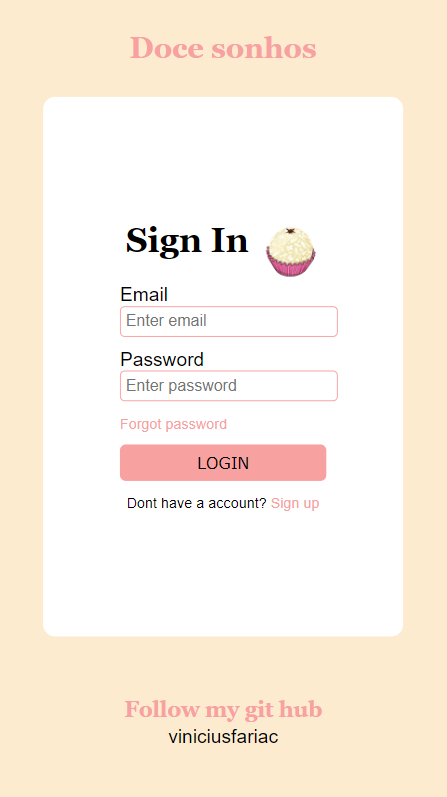 Doce sonhos
Sign In
Email
Enter email
Password
Enter password
Forgot password
LOGIN
Dont have a account? Sign up
Follow my git hub
viniciusfariac